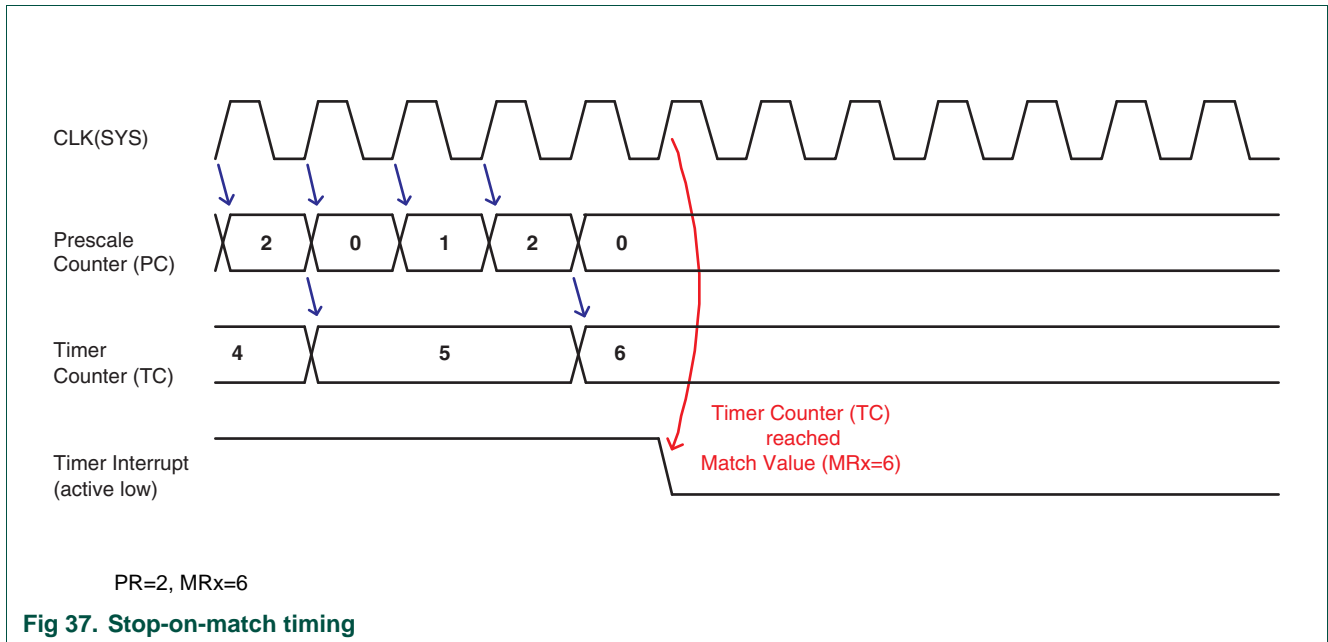 CLK(SYS)
Prescale
Counter (PC)
2 0 1 2 0
Timer
Counter (TC)
4 5 6
Timer Interrupt
(active low)
Timer Counter (TC)
reached
Match Value (MRx=6)
PR=2, MRx=6
Fig 37. Stop-on-match timing